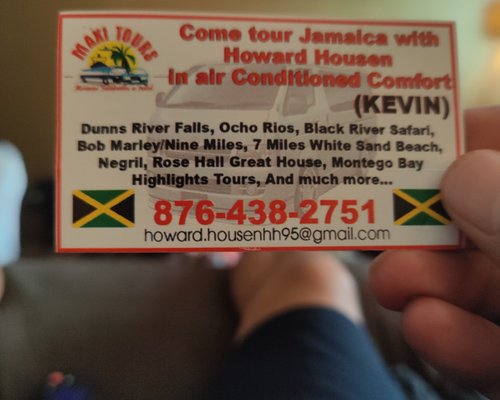 MAXI TOURS
Come tour Jamaica with
Howard Housen
In air Conditioned Comfort
(KEVIN)
Dunns River Falls, Ocho Rios, Black River Safari,
Bob Marley/Nine Miles, 7 Miles White Sand Beach,
Negril, Rose Hall Great House, Montego Bay
Highlights Tours, And much more...
876-438-2751
howard.housenhh95@gmail.com